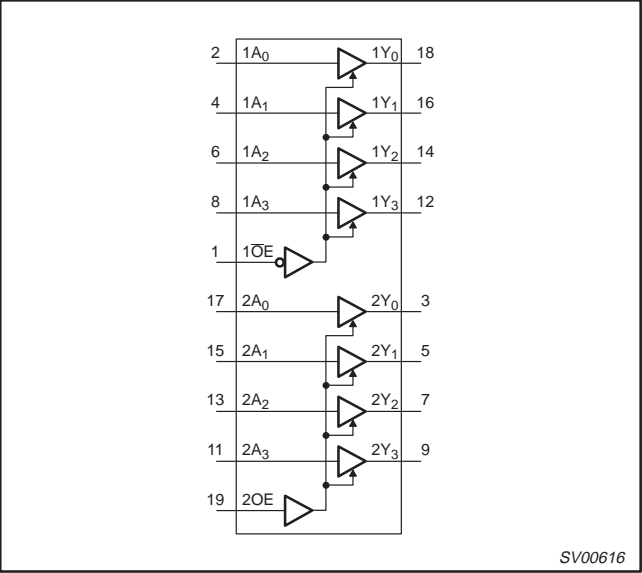 2 1A0 1Y0 18
4 1A1 1Y1 16
6 1A2 1Y2 14
8 1A3 1Y3 12
1 1O̅E
17 2A0 2Y0 3
15 2A1 2Y1 5
13 2A2 2Y2 7
11 2A3 2Y3 9
19 2OE
SV00616